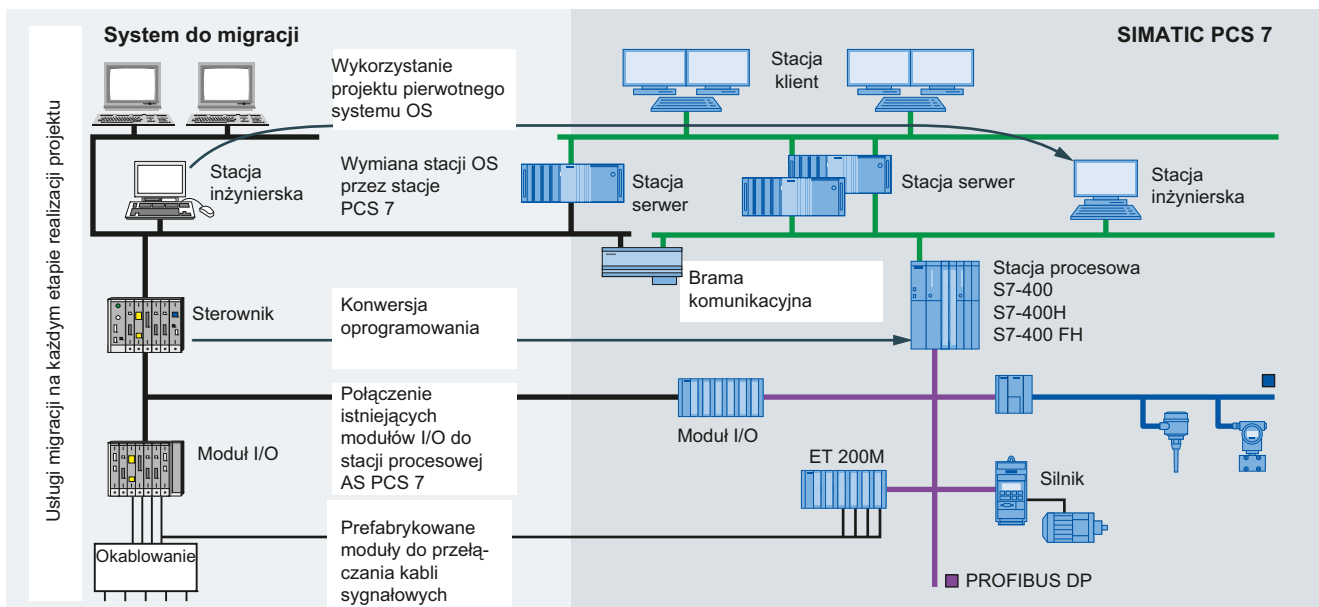 Usługi migracji na każdym etapie realizacji projektu
System do migracji
SIMATIC PCS 7
Wykorzystanie
projektu pierwotnego
systemu OS
Stacja
klient
Stacja
inżynierska
Wymiana stacji OS
przez stacje
PCS 7
Stacja
serwer
Stacja serwer
Stacja
inżynierska
Brama
komunikacyjna
Stacja procesowa
S7-400
S7-400H
S7-400 FH
Sterownik
Konwersja
oprogramowania
Połączenie
istniejących
modułów I/O do
stacji procesowej
AS PCS 7
Moduł I/O
Moduł I/O
ET 200M
Silnik
Okablowanie
Prefabrykowane
moduły do przełą-
czania kabli
sygnałowych
PROFIBUS DP